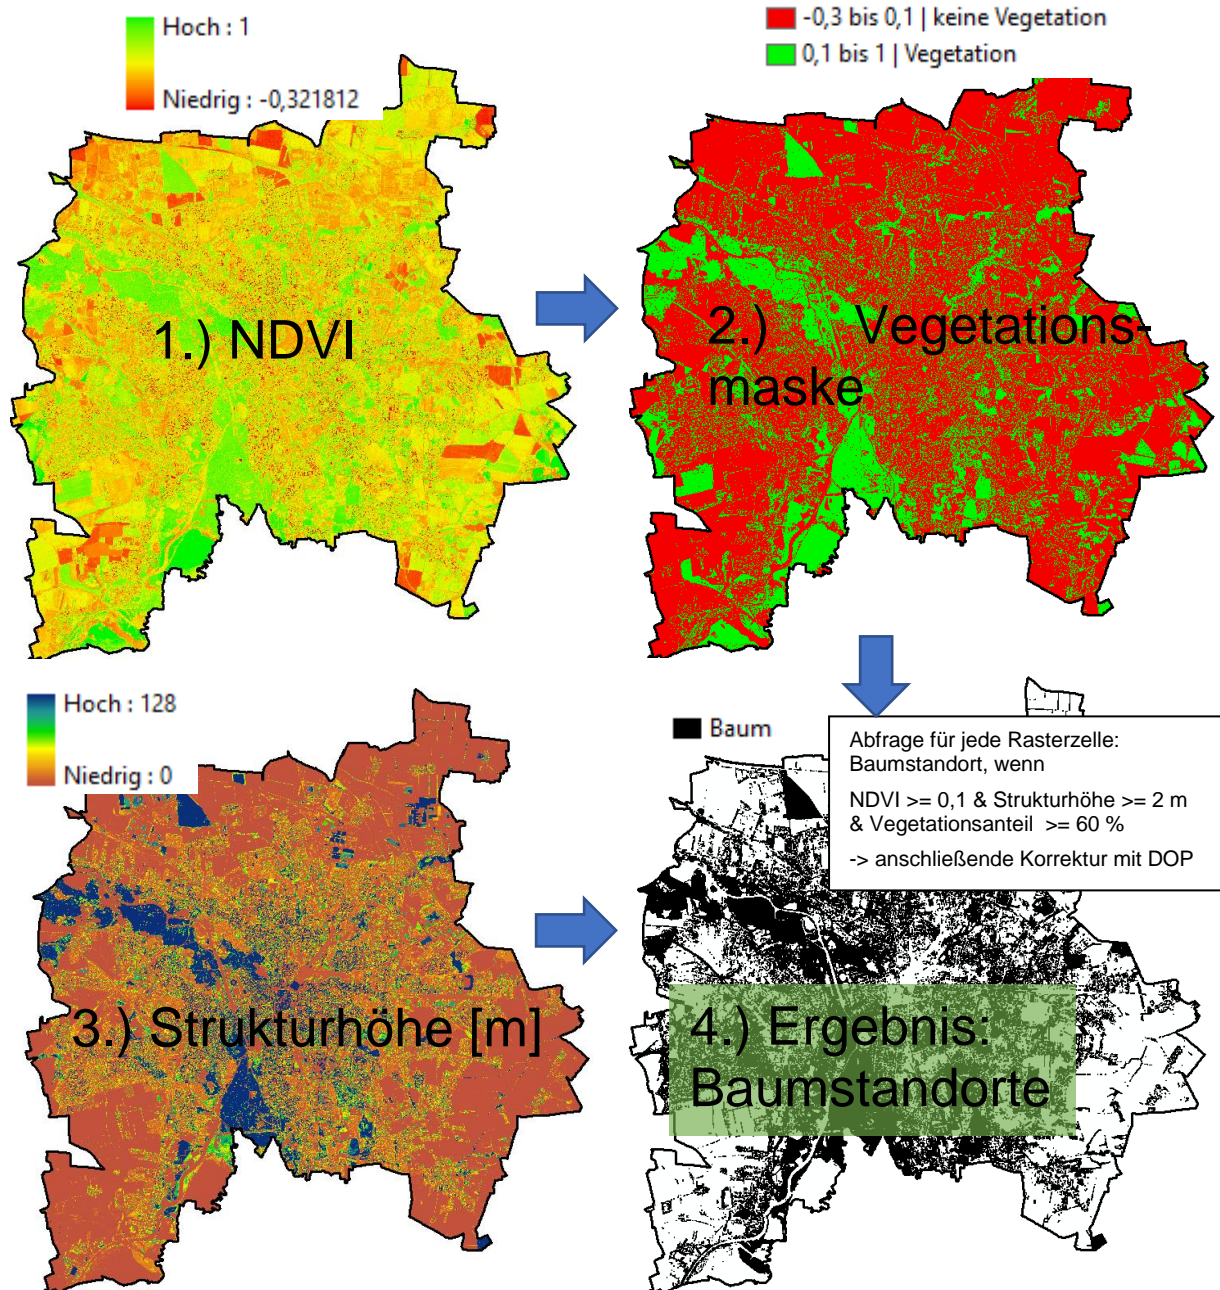 Hoch : 1
Niedrig : -0,321812
1.) NDVI
-0,3 bis 0,1 | keine Vegetation
0,1 bis 1 | Vegetation
2.) Vegetations-
maske
Hoch : 128
Niedrig : 0
3.) Strukturhöhe [m]
Baum
Abfrage für jede Rasterzelle:
Baumstandort, wenn
NDVI >= 0,1 & Strukturhöhe >= 2 m
& Vegetationsanteil >= 60 %
-> anschließende Korrektur mit DOP
4.) Ergebnis:
Baumstandorte